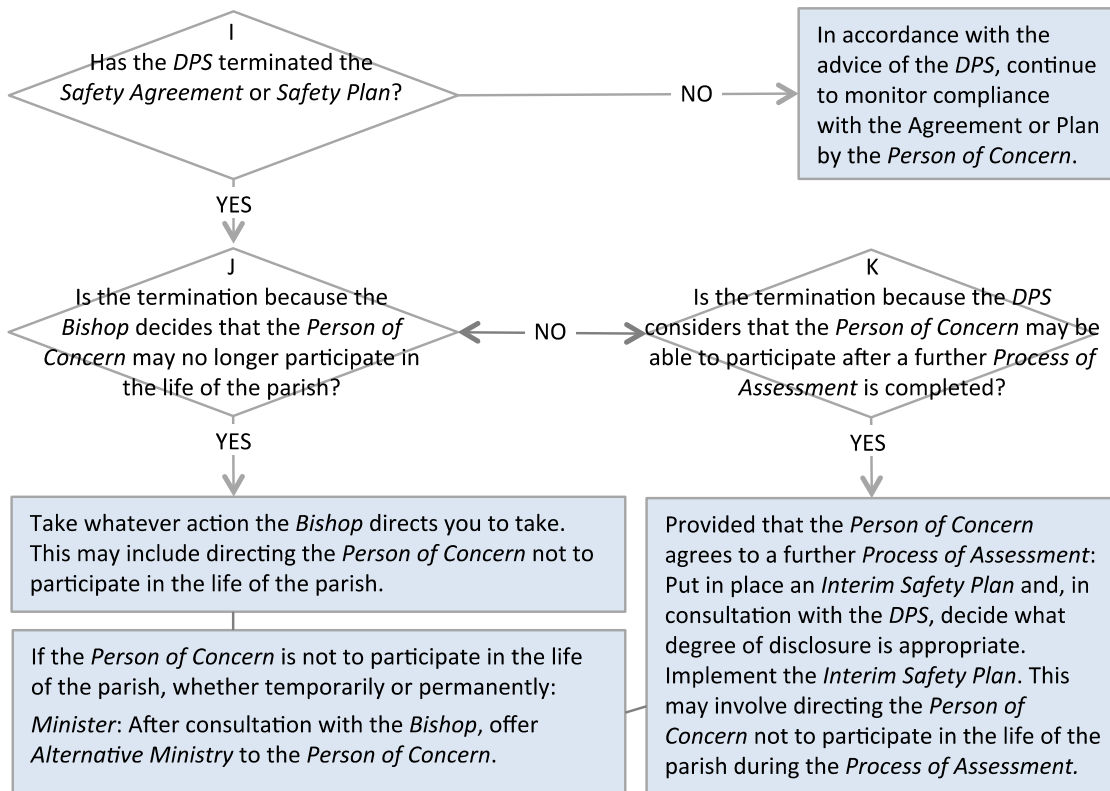 I
Has the DPS terminated the
Safety Agreement or Safety Plan?
NO
In accordance with the
advice of the DPS, continue
to monitor compliance
with the Agreement or Plan
by the Person of Concern.
YES
J
Is the termination because the
Bishop decides that the Person of
Concern may no longer participate in
the life of the parish?
NO
K
Is the termination because the DPS
considers that the Person of Concern may be
able to participate after a further Process of
Assessment is completed?
YES
YES
Take whatever action the Bishop directs you to take.
This may include directing the Person of Concern not to
participate in the life of the parish.
If the Person of Concern is not to participate in the life
of the parish, whether temporarily or permanently:
Minister: After consultation with the Bishop, offer
Alternative Ministry to the Person of Concern.
Provided that the Person of Concern
agrees to a further Process of Assessment:
Put in place an Interim Safety Plan and, in
consultation with the DPS, decide what
degree of disclosure is appropriate.
Implement the Interim Safety Plan. This
may involve directing the Person of
Concern not to participate in the life of the
parish during the Process of Assessment.